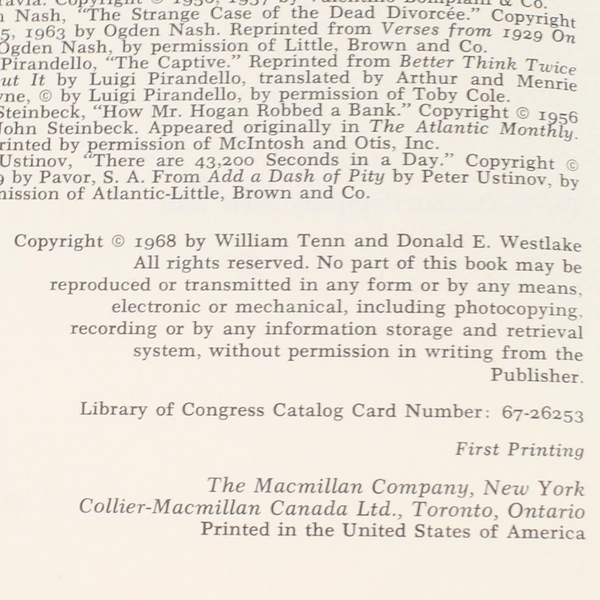 Copyright © 1956, 1957 by Valentino Bompiani & Co.
Nash, "The Strange Case of the Dead Divorcée." Copyright
5, 1963 by Ogden Nash. Reprinted from Verses from 1929 On
Ogden Nash, by permission of Little, Brown and Co.
Pirandello, "The Captive." Reprinted from Better Think Twice
ut It by Luigi Pirandello, translated by Arthur and Menrie
yne, © by Luigi Pirandello, by permission of Toby Cole.
Steinbeck, "How Mr. Hogan Robbed a Bank." Copyright © 1956
John Steinbeck. Appeared originally in The Atlantic Monthly.
rinted by permission of McIntosh and Otis, Inc.
Ustinov, "There are 43,200 Seconds in a Day." Copyright ©
9 by Pavor, S. A. From Add a Dash of Pity by Peter Ustinov, by
mission of Atlantic-Little, Brown and Co.
Copyright © 1968 by William Tenn and Donald E. Westlake
All rights reserved. No part of this book may be
reproduced or transmitted in any form or by any means,
electronic or mechanical, including photocopying,
recording or by any information storage and retrieval
system, without permission in writing from the
Publisher.
Library of Congress Catalog Card Number: 67-26253
First Printing
The Macmillan Company, New York
Collier-Macmillan Canada Ltd., Toronto, Ontario
Printed in the United States of America